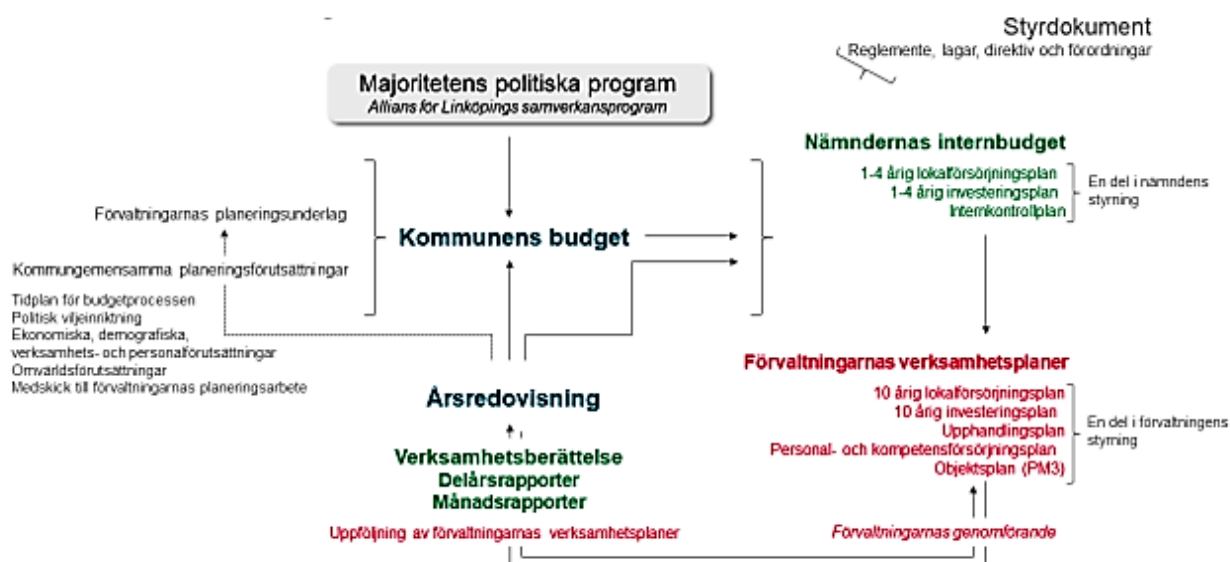 Styrdokument
Reglemente, lagar, direktiv och förordningar
Majoritetens politiska program
Allians för Linköpings samverkansprogram
Nämndernas internbudget
1-4 årig lokalförsörjningsplan
1-4 årig investeringsplan
Internkontrollplan
En del i nämndens
styrning
Förvaltningarnas planeringsunderlag
Kommunens budget
Kommungemensamma planeringsförutsättningar
Tidplan för budgetprocessen
Politisk viljeinriktning
Ekonomiska, demografiska,
verksamhets- och personalförutsättningar
Omvärldsförutsättningar
Medskick till förvaltningarnas planeringsarbete
Förvaltningarnas verksamhetsplaner
10 årig lokalförsörjningsplan
10 årig investeringsplan
Upphandlingsplan
Personal- och kompetensförsörjningsplan
Objektsplan (PM3)
En del i förvaltningens
styrning
Årsredovisning
Verksamhetsberättelse
Delårsrapporter
Månadsrapporter
Uppföljning av förvaltningarnas verksamhetsplaner
Förvaltningarnas genomförande